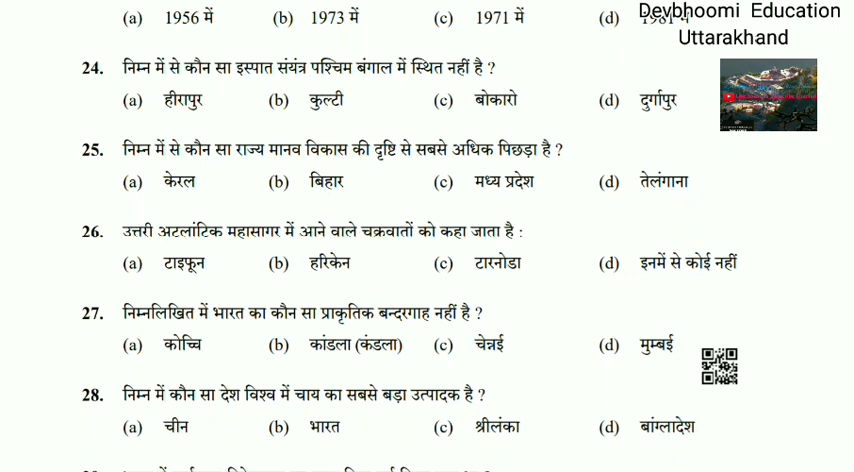 Devbhoomi Education
Uttarakhand
(a) 1956 में (b) 1973 में (c) 1971 में (d) 1981 में
24. निम्न में से कौन सा इस्पात संयंत्र पश्चिम बंगाल में स्थित नहीं है ?
(a) हीरापुर (b) कुल्टी (c) बोकारो (d) दुर्गापुर
25. निम्न में से कौन सा राज्य मानव विकास की दृष्टि से सबसे अधिक पिछड़ा है ?
(a) केरल (b) बिहार (c) मध्य प्रदेश (d) तेलंगाना
26. उत्तरी अटलांटिक महासागर में आने वाले चक्रवातों को कहा जाता है :
(a) टाइफून (b) हरिकेन (c) टारनोडा (d) इनमें से कोई नहीं
27. निम्नलिखित में भारत का कौन सा प्राकृतिक बन्दरगाह नहीं है ?
(a) कोच्चि (b) कांडला (कंडला) (c) चेन्नई (d) मुम्बई
28. निम्न में कौन सा देश विश्व में चाय का सबसे बड़ा उत्पादक है ?
(a) चीन (b) भारत (c) श्रीलंका (d) बांग्लादेश